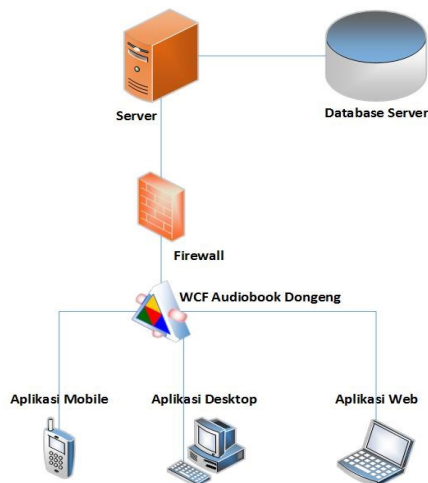 Server
Database Server
Firewall
WCF Audiobook Dongeng
Aplikasi Mobile
Aplikasi Desktop
Aplikasi Web